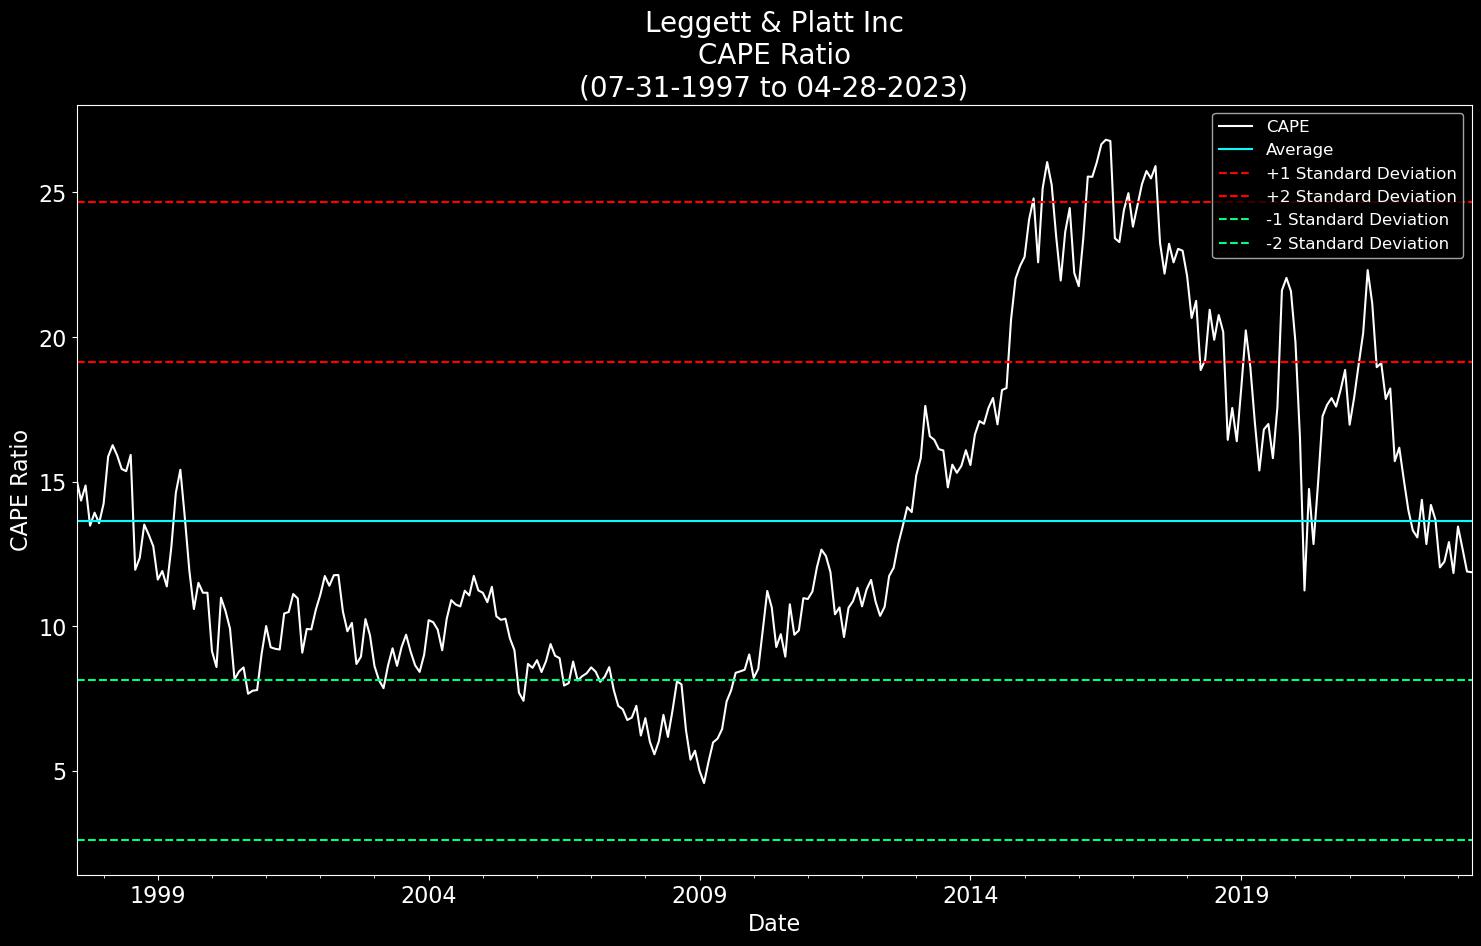 Leggett & Platt Inc
CAPE Ratio
(07-31-1997 to 04-28-2023)
CAPE
Average
+1 Standard Deviation
+2 Standard Deviation
-1 Standard Deviation
-2 Standard Deviation
CAPE Ratio
25
20
15
10
5
1999 2004 2009 2014 2019
Date